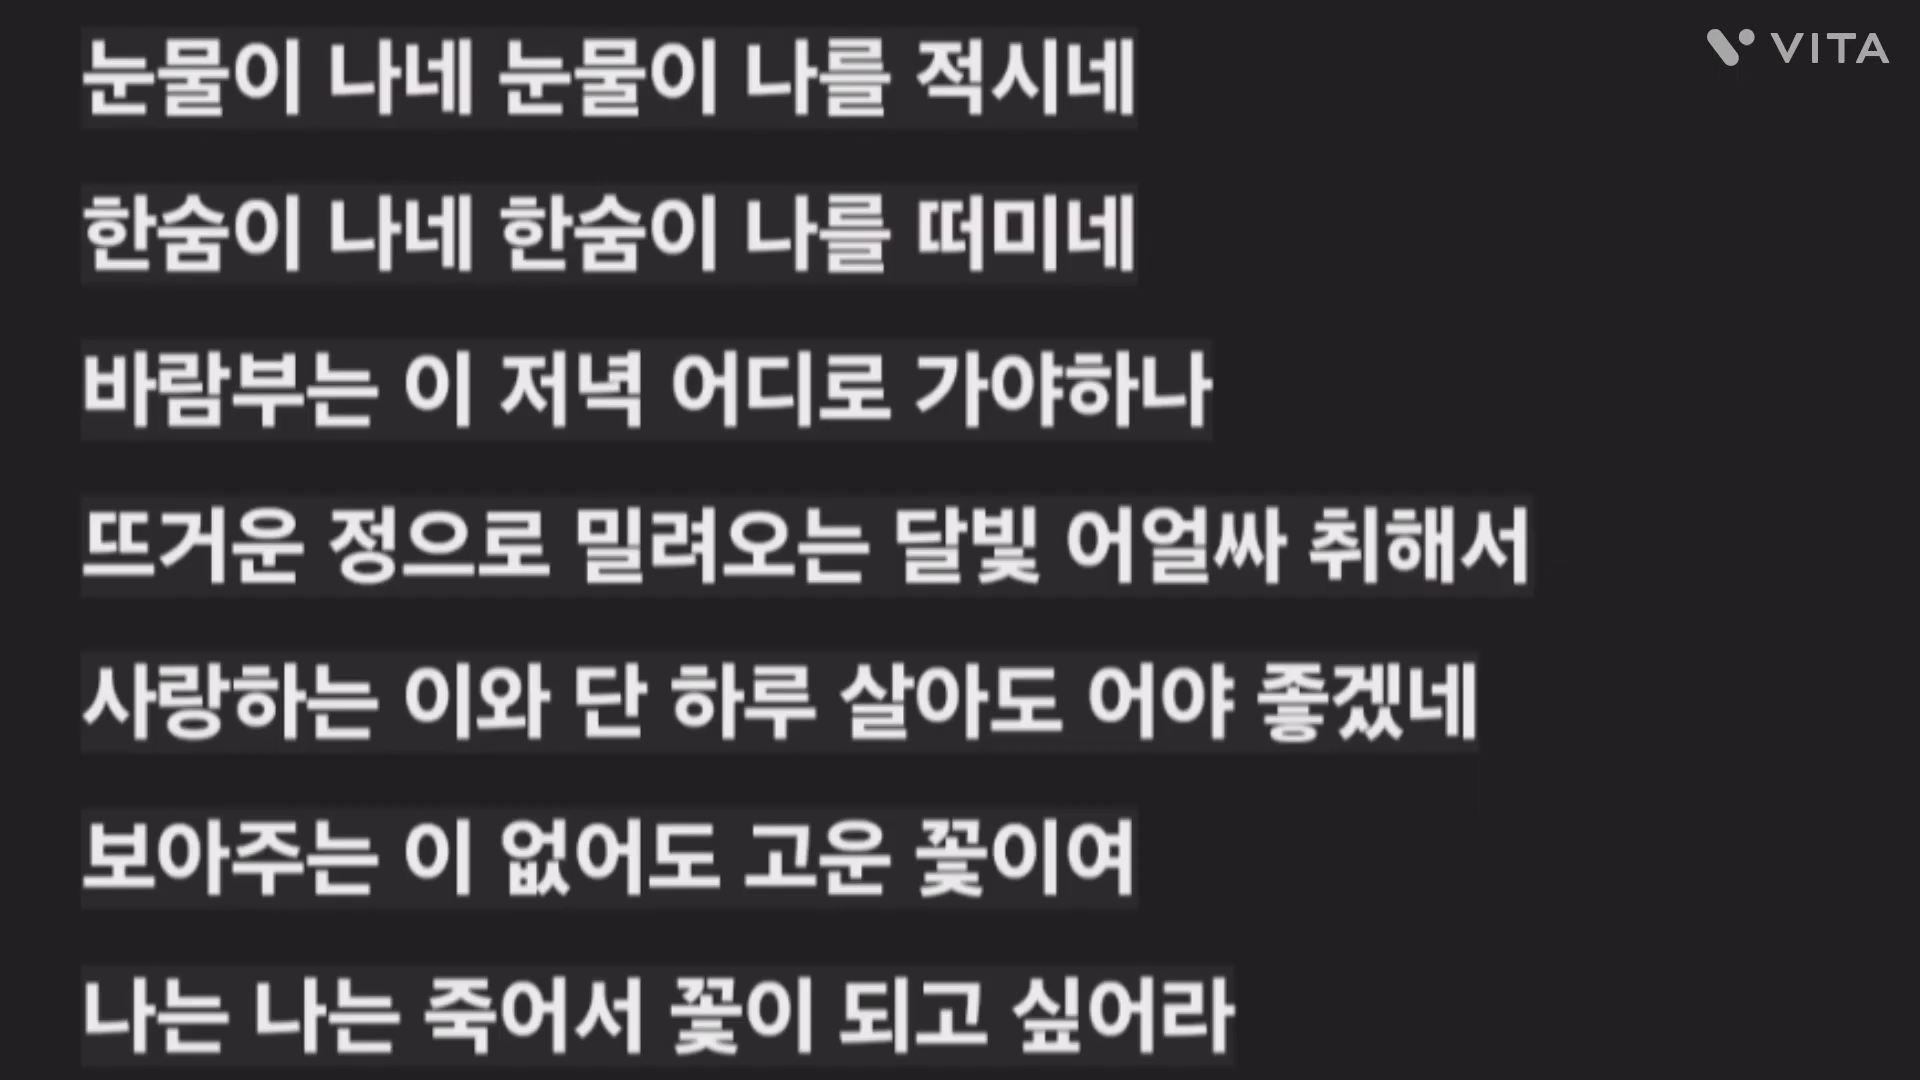 VITA
눈물이 나네 눈물이 나를 적시네
한숨이 나네 한숨이 나를 떠미네
바람부는 이 저녁 어디로 가야하나
뜨거운 정으로 밀려오는 달빛 어얼싸 취해서
사랑하는 이와 단 하루 살아도 어야 좋겠네
보아주는 이 없어도 고운 꽃이여
나는 나는 죽어서 꽃이 되고 싶어라